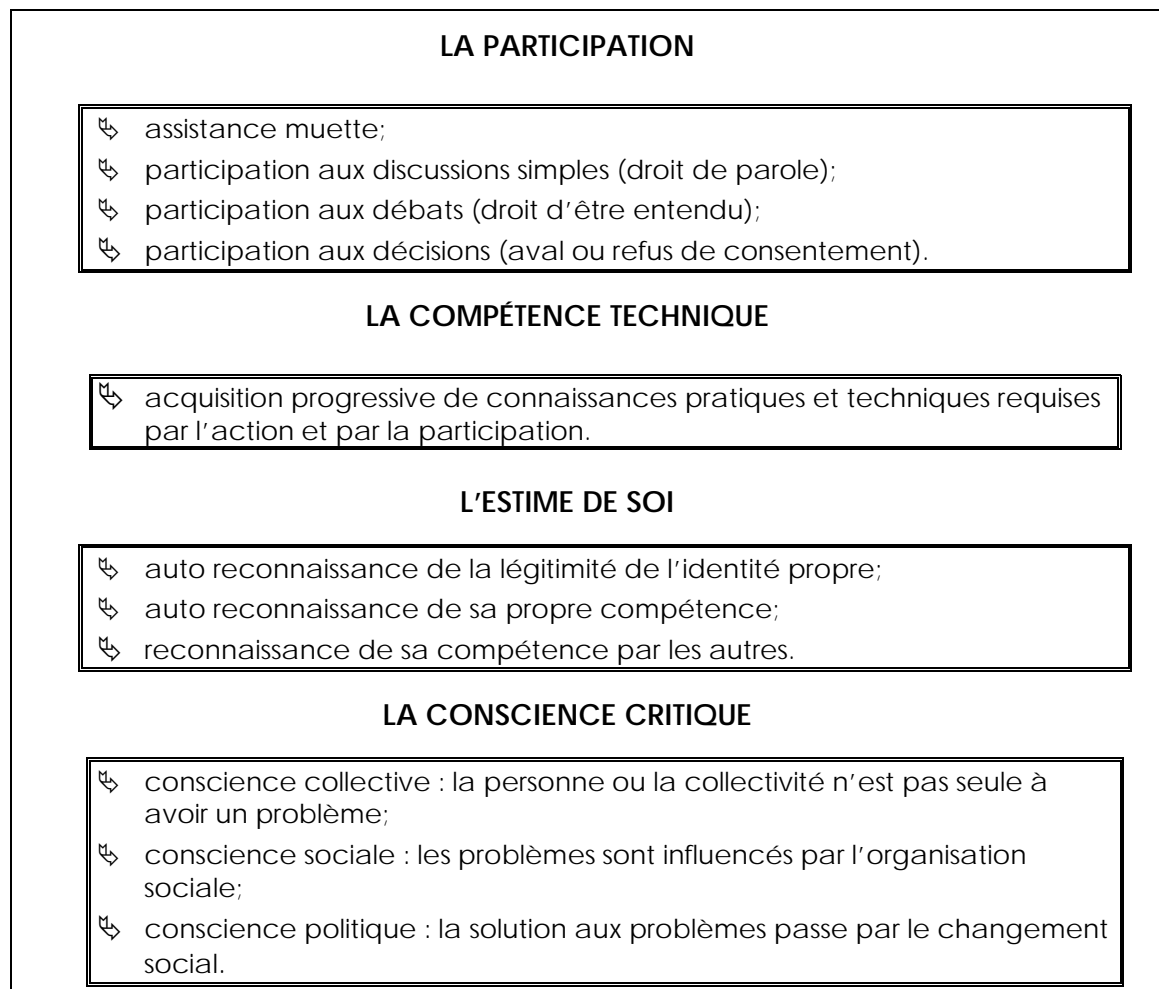 LA PARTICIPATION
assistance muette;
participation aux discussions simples (droit de parole);
participation aux débats (droit d'être entendu);
participation aux décisions (aval ou refus de consentement).
LA COMPÉTENCE TECHNIQUE
acquisition progressive de connaissances pratiques et techniques requises
par l'action et par la participation.
L'ESTIME DE SOI
auto reconnaissance de la légitimité de l'identité propre;
auto reconnaissance de sa propre compétence;
reconnaissance de sa compétence par les autres.
LA CONSCIENCE CRITIQUE
conscience collective : la personne ou la collectivité n'est pas seule à
avoir un problème;
conscience sociale : les problèmes sont influencés par l'organisation
sociale;
conscience politique : la solution aux problèmes passe par le changement
social.